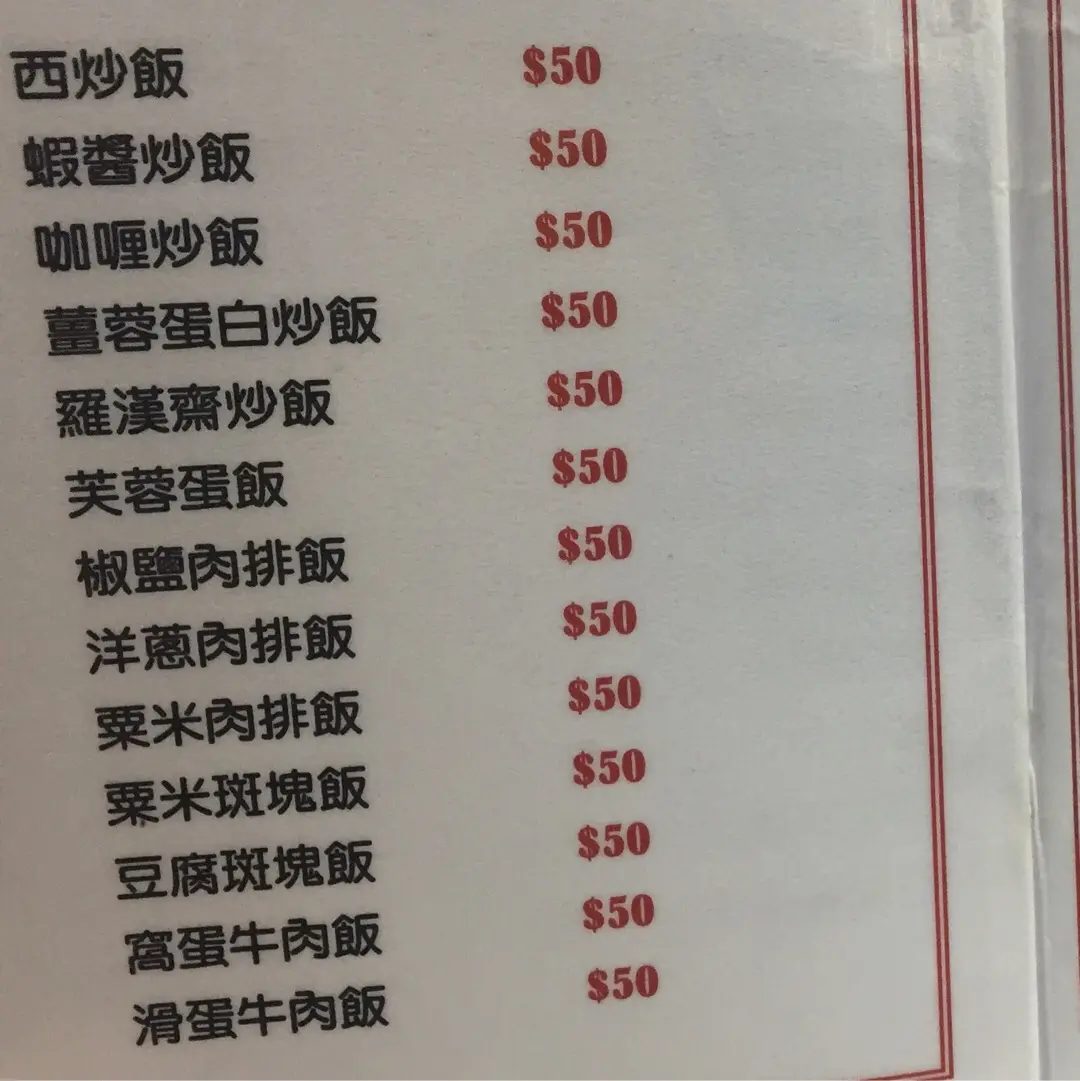 西炒飯 $50
蝦醬炒飯 $50
咖喱炒飯 $50
薑蓉蛋白炒飯 $50
羅漢齋炒飯 $50
芙蓉蛋飯 $50
椒鹽肉排飯 $50
洋蔥肉排飯 $50
粟米肉排飯 $50
粟米斑塊飯 $50
豆腐斑塊飯 $50
窩蛋牛肉飯 $50
滑蛋牛肉飯 $50